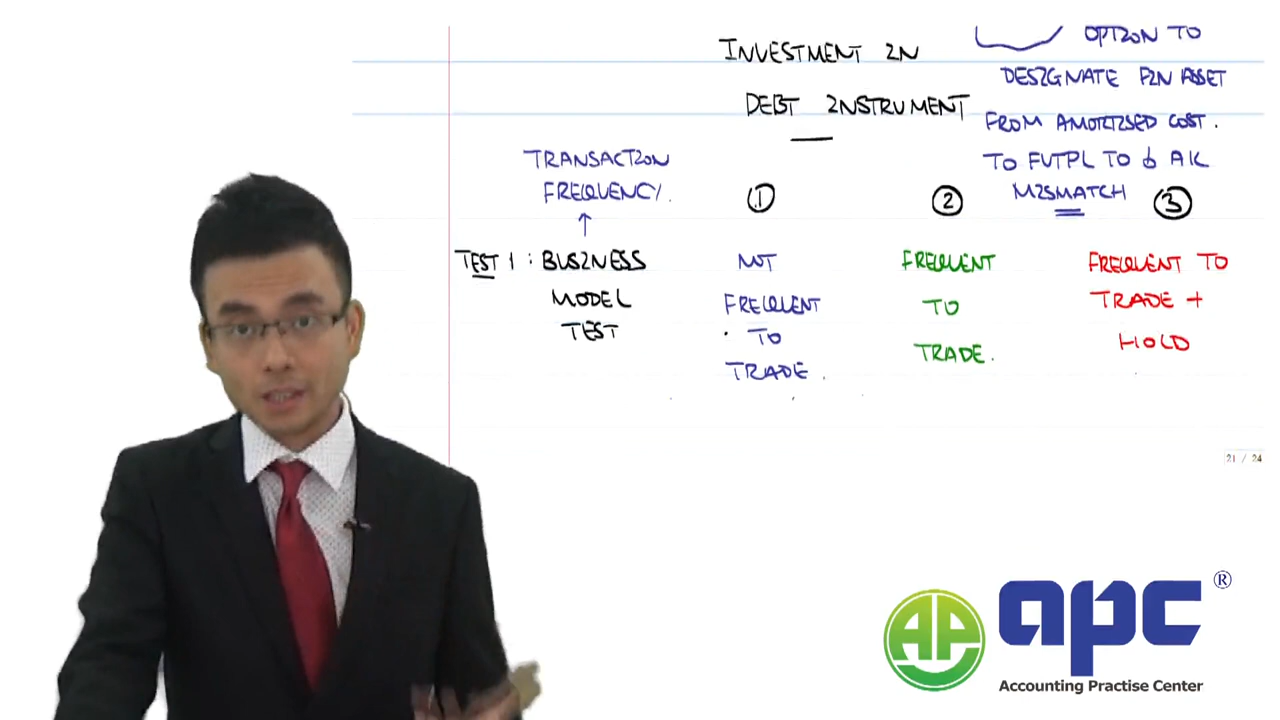 INVESTMENT IN
DEBT INSTRUMENT
OPTION TO
DESIGNATE FIN ASSET
FROM AMORTISED COST.
TO FVTPL TO ↓ A/C
MISMATCH
TRANSACTION
FREQUENCY.
① ② ③
TEST 1 : BUSINESS
MODEL
TEST
NOT
FREQUENT
TO
TRADE.
FREQUENT
TO
TRADE.
FREQUENT TO
TRADE +
HOLD
21 / 24
AP
apc®
Accounting Practise Center